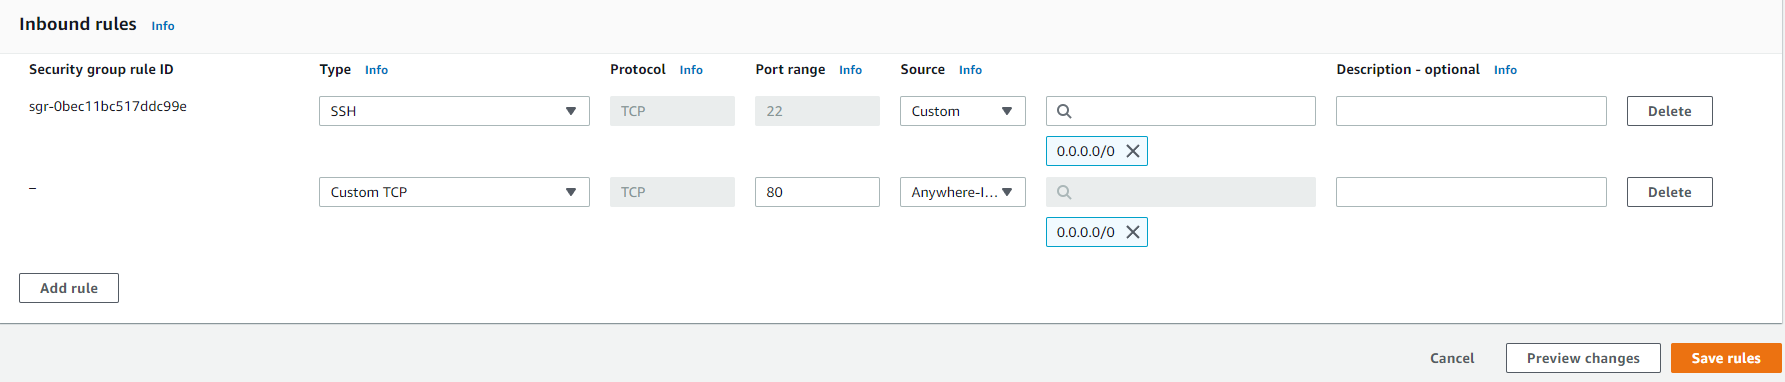 Inbound rules Info
Security group rule ID Type Info Protocol Info Port range Info Source Info Description - optional Info
sgr-0bec11bc517ddc99e SSH TCP 22 Custom Delete
0.0.0.0/0
– Custom TCP TCP 80 Anywhere-I... Delete
0.0.0.0/0
Add rule
Cancel Preview changes Save rules